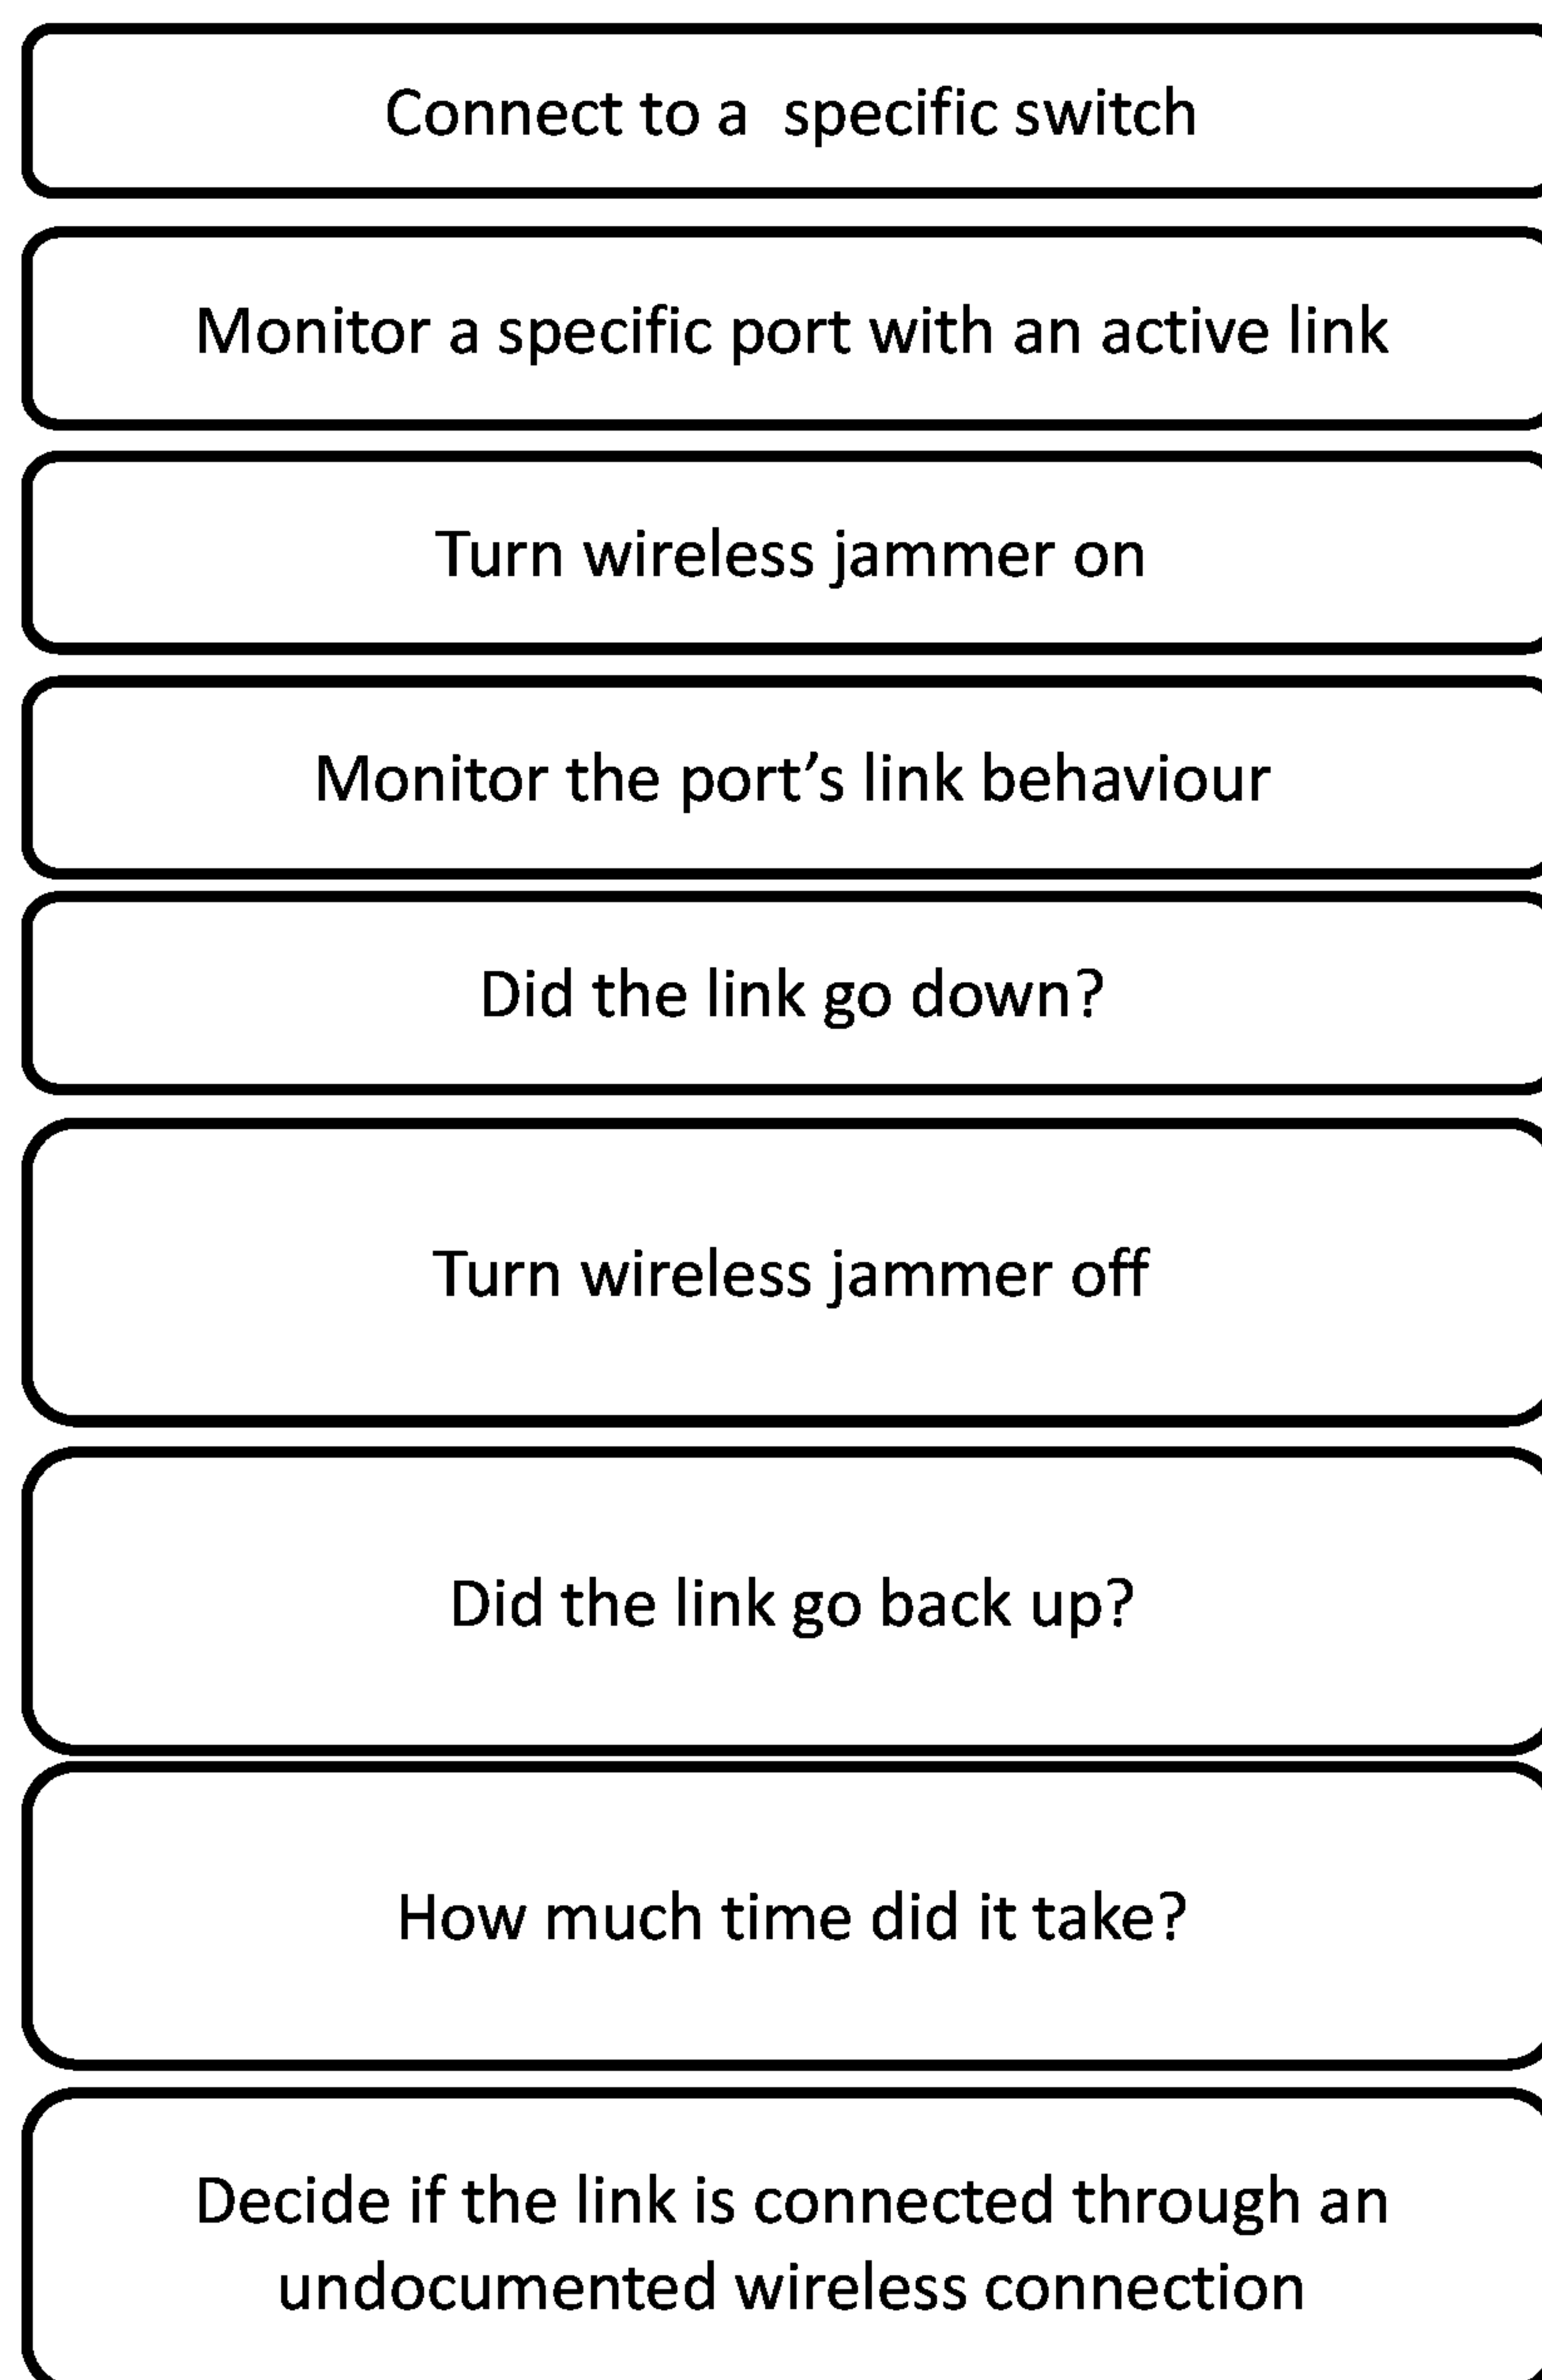 Connect to a  specific switch
Monitor a specific port with an active link
Turn wireless jammer on
Monitor the port’s link behaviour
Did the link go down?
Turn wireless jammer off
Did the link go back up?
How much time did it take?
Decide if the link is connected through an
undocumented wireless connection